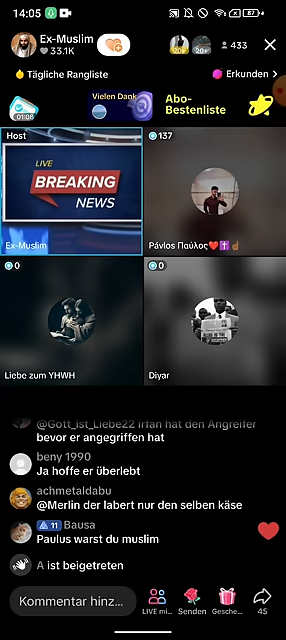 14:05
87
Ex-Muslim
33.1K
433
Tägliche Rangliste
Erkunden >
01:08
Vielen Dank
Abo-
Bestenliste
Host
137
LIVE
BREAKING
NEWS
Ex-Muslim
Pávlos Παύλος❤️✝️☝🏽
0
0
Liebe zum YHWH
Diyar
@Gott_ist_Liebe22 irfan hat den Angreifer
bevor er angegriffen hat
beny 1990
Ja hoffe er überlebt
achmetaldabu
@Merlin der labert nur den selben käse
11 Bausa
Paulus warst du muslim
A ist beigetreten
Kommentar hinz...
LIVE mi...
Senden
Gesche...
45